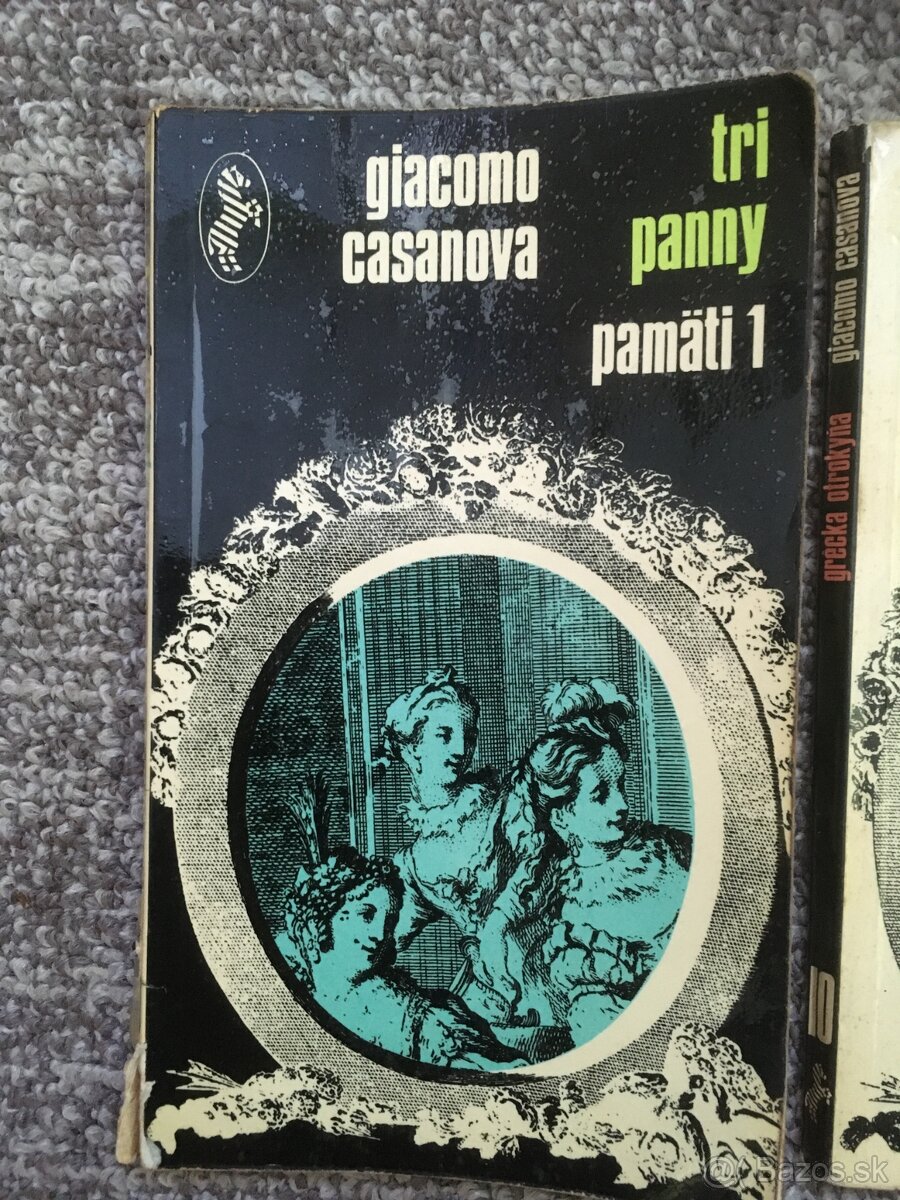 giacomo
casanova
tri
panny
pamäti 1
grécka otrokyňa
giacomo casanova
10
@ Bazos.sk